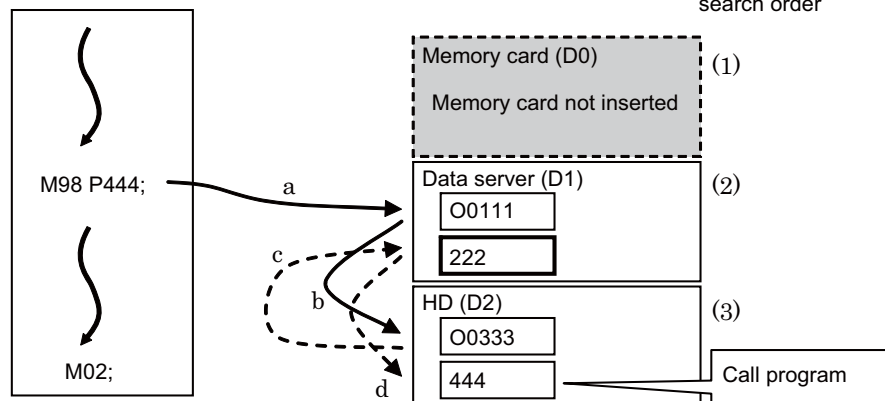 search order
Memory card (D0)
(1)
Memory card not inserted
M98 P444;
a
Data server (D1)
(2)
O0111
c
222
b
HD (D2)
(3)
O0333
M02;
d
444
Call program